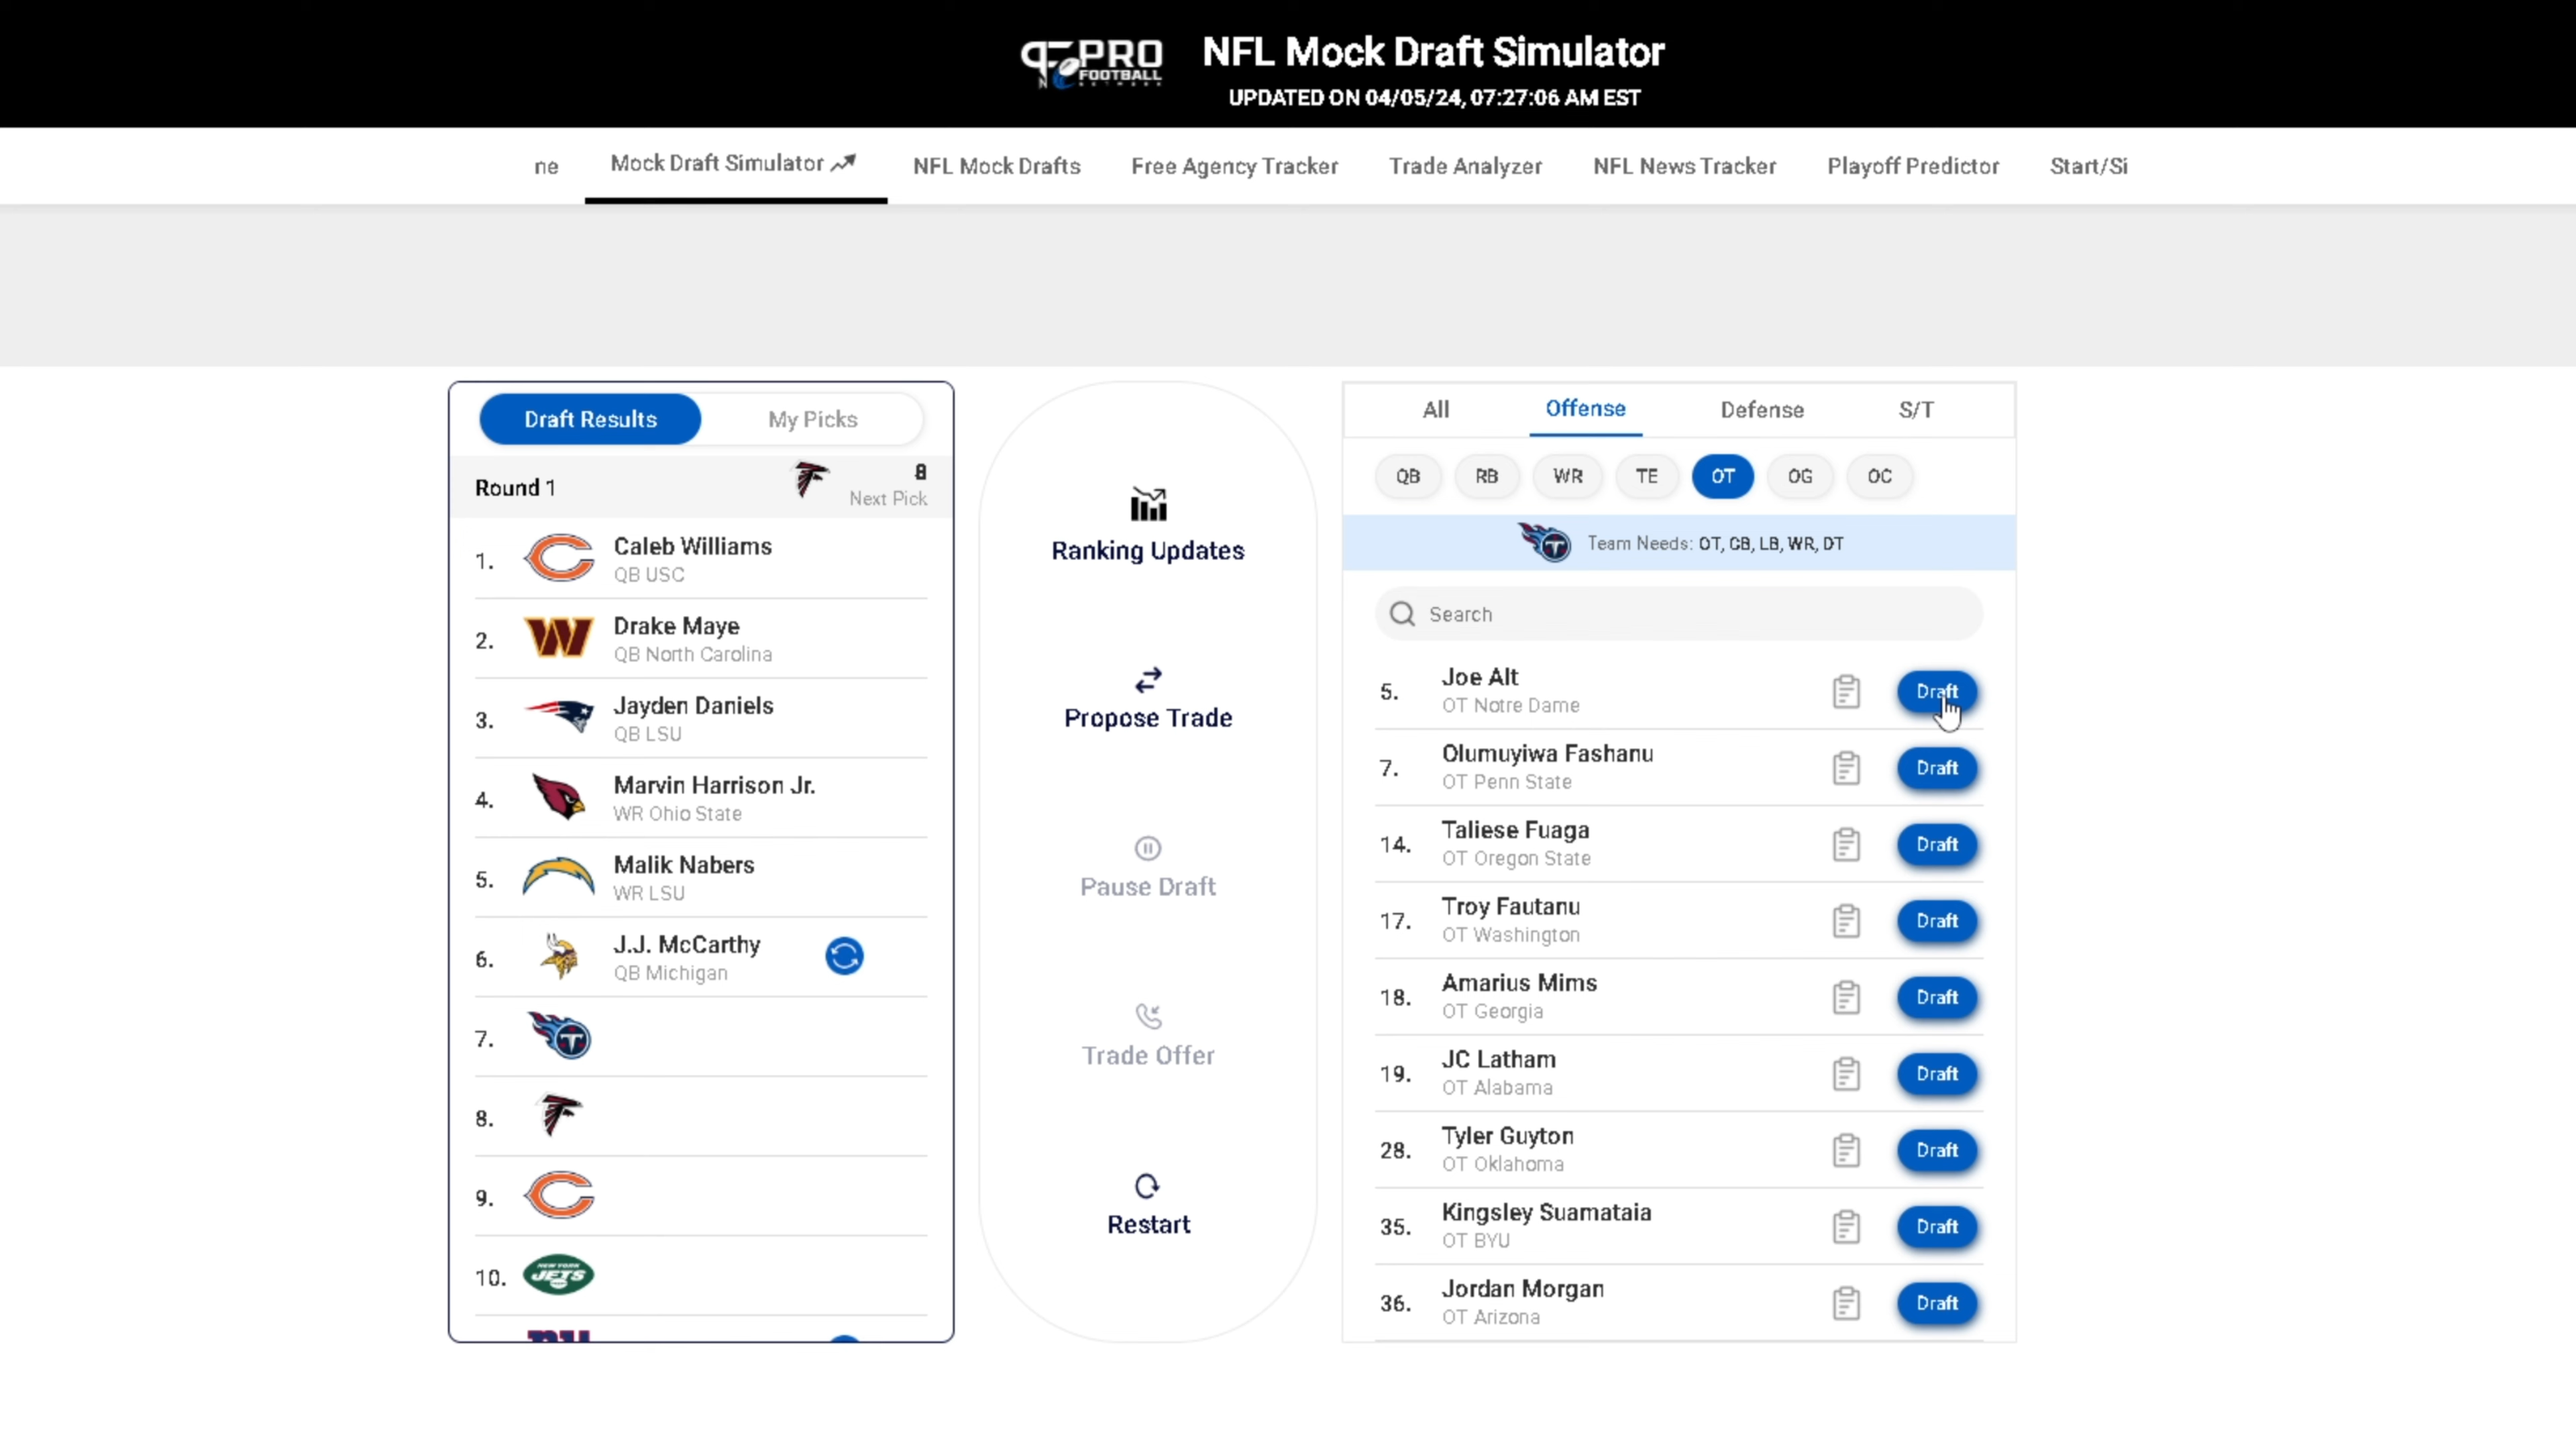 PRO
FOOTBALL
NETWORK
NFL Mock Draft Simulator
UPDATED ON 04/05/24, 07:27:06 AM EST
ne
Mock Draft Simulator
NFL Mock Drafts
Free Agency Tracker
Trade Analyzer
NFL News Tracker
Playoff Predictor
Start/Si
Draft Results
My Picks
Round 1
8
Next Pick
1.
Caleb Williams
QB USC
2.
Drake Maye
QB North Carolina
3.
Jayden Daniels
QB LSU
4.
Marvin Harrison Jr.
WR Ohio State
5.
Malik Nabers
WR LSU
6.
J.J. McCarthy
QB Michigan
7.
8.
9.
10.
NEW YORK
JETS
Ranking Updates
Propose Trade
Pause Draft
Trade Offer
Restart
All
Offense
Defense
S/T
QB
RB
WR
TE
OT
OG
OC
Team Needs: OT, CB, LB, WR, DT
Search
5.
Joe Alt
OT Notre Dame
Draft
7.
Olumuyiwa Fashanu
OT Penn State
Draft
14.
Taliese Fuaga
OT Oregon State
Draft
17.
Troy Fautanu
OT Washington
Draft
18.
Amarius Mims
OT Georgia
Draft
19.
JC Latham
OT Alabama
Draft
28.
Tyler Guyton
OT Oklahoma
Draft
35.
Kingsley Suamataia
OT BYU
Draft
36.
Jordan Morgan
OT Arizona
Draft